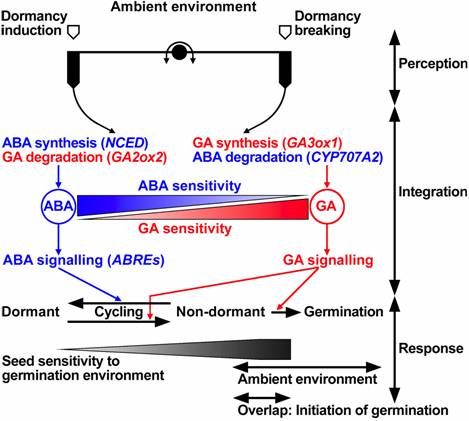 Ambient environment
Dormancy
induction
Dormancy
breaking
Perception
ABA synthesis (NCED)
GA degradation (GA2ox2)
GA synthesis (GA3ox1)
ABA degradation (CYP707A2)
ABA sensitivity
ABA
GA
Integration
GA sensitivity
ABA signalling (ABREs)
GA signalling
Dormant
Cycling
Non-dormant
Germination
Seed sensitivity to
germination environment
Response
Ambient environment
Overlap: Initiation of germination